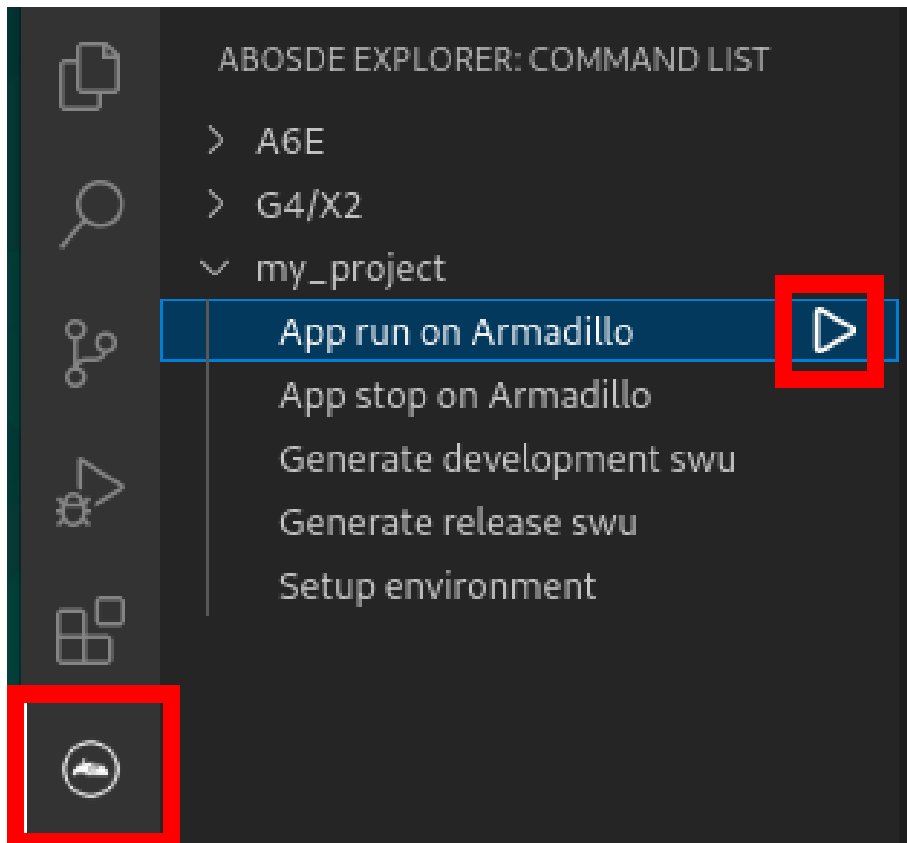 ABOSDE EXPLORER: COMMAND LIST
A6E
G4/X2
my_project
App run on Armadillo
App stop on Armadillo
Generate development swu
Generate release swu
Setup environment